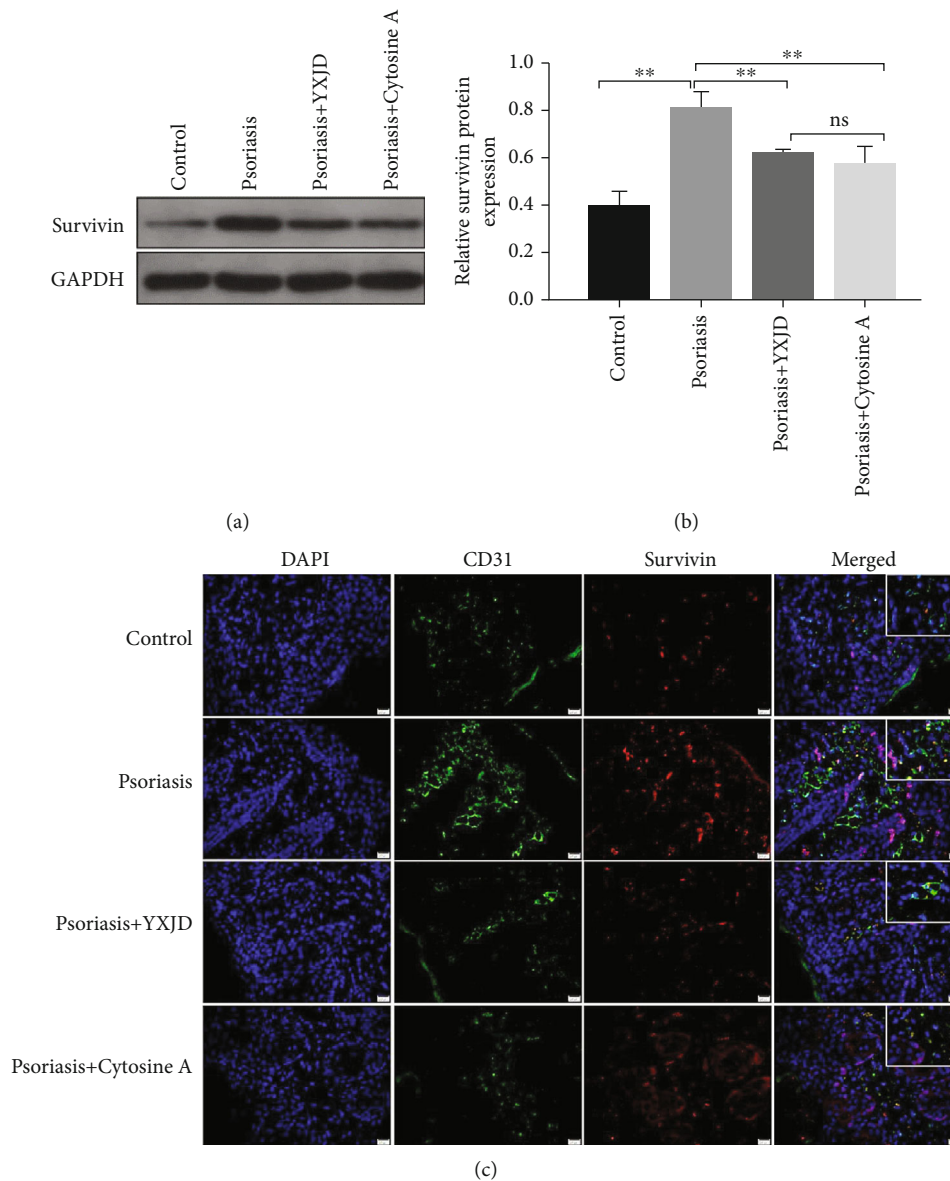 Control
Psoriasis
Psoriasis+YXJD
Psoriasis+Cytosine A
Survivin
GAPDH
(a)
Relative survivin protein
expression
1.0
0.8
0.6
0.4
0.2
0.0
**
**
**
ns
Control
Psoriasis
Psoriasis+YXJD
Psoriasis+Cytosine A
(b)
DAPI
CD31
Survivin
Merged
Control
Psoriasis
Psoriasis+YXJD
Psoriasis+Cytosine A
(c)